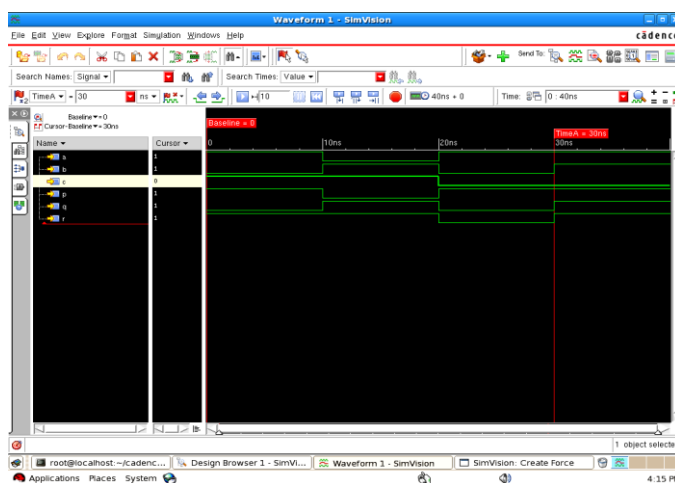 Waveform 1 - SimVision
File Edit View Explore Format Simulation Windows Help
cādence
Send To:
Search Names: Signal
Search Times: Value
TimeA = 30 ns
10
40ns + 0
Time: 0 : 40ns
Baseline = 0
Cursor-Baseline = 30ns
Baseline = 0
TimeA = 30ns
Name Cursor
0 10ns 20ns 30ns
a 1
b 1
c 0
p 1
q 1
r 1
1 object selecte
root@localhost:~/cadenc... Design Browser 1 - SimVi... Waveform 1 - SimVision SimVision: Create Force
Applications Places System
4:15 P